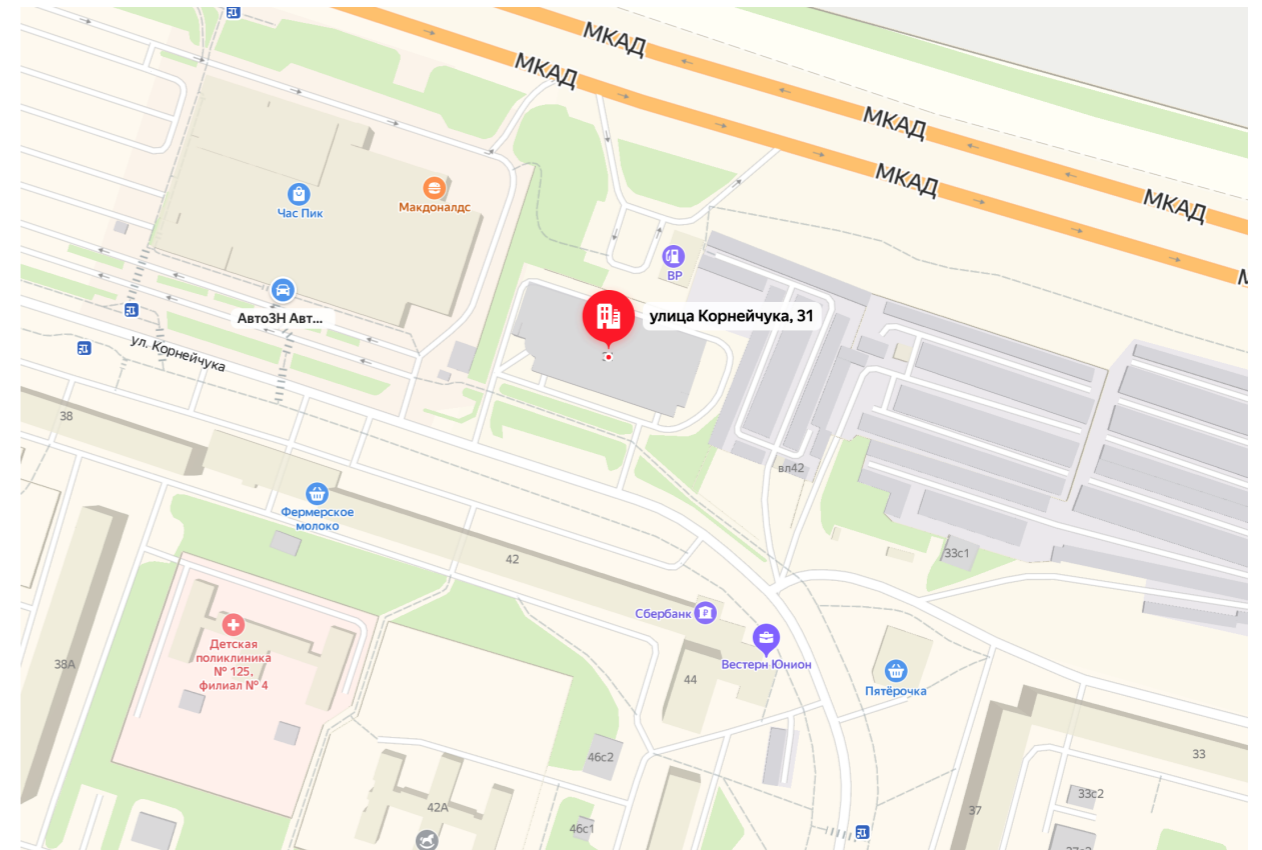 МКАД
МКАД
МКАД
МКАД
МКАД
Час Пик
Макдоналдс
BP
АвтоЗН Авт...
улица Корнейчука, 31
ул. Корнейчука
38
вл42
Фермерское
молоко
42
33с1
Сбербанк
Детская
поликлиника
№ 125,
филиал № 4
Вестерн Юнион
38А
44
Пятёрочка
46с2
33
33с2
42А
37
46с1